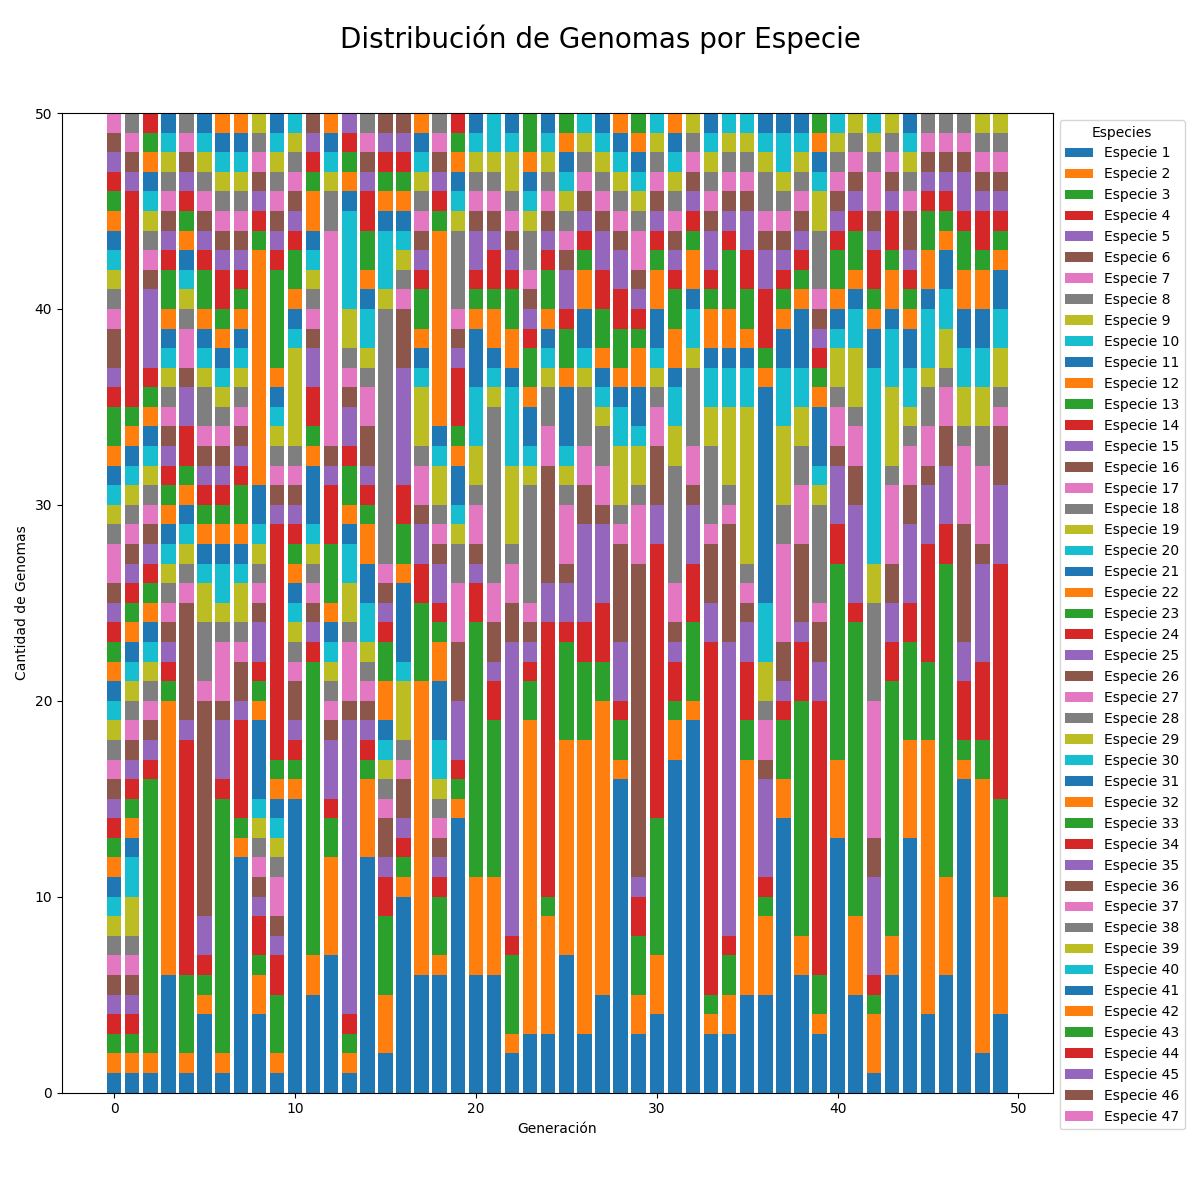 Distribución de Genomas por Especie
Cantidad de Genomas
50
40
30
20
10
0
0 10 20 30 40 50
Generación
Especies
Especie 1
Especie 2
Especie 3
Especie 4
Especie 5
Especie 6
Especie 7
Especie 8
Especie 9
Especie 10
Especie 11
Especie 12
Especie 13
Especie 14
Especie 15
Especie 16
Especie 17
Especie 18
Especie 19
Especie 20
Especie 21
Especie 22
Especie 23
Especie 24
Especie 25
Especie 26
Especie 27
Especie 28
Especie 29
Especie 30
Especie 31
Especie 32
Especie 33
Especie 34
Especie 35
Especie 36
Especie 37
Especie 38
Especie 39
Especie 40
Especie 41
Especie 42
Especie 43
Especie 44
Especie 45
Especie 46
Especie 47